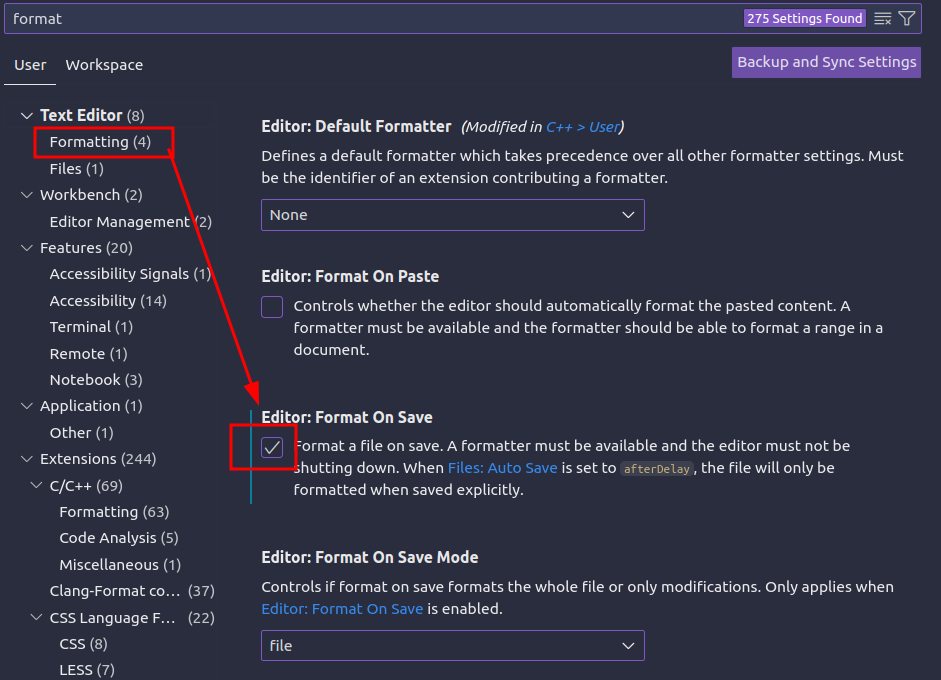 format
275 Settings Found
User
Workspace
Backup and Sync Settings
Text Editor (8)
Formatting (4)
Files (1)
Workbench (2)
Editor Management (2)
Features (20)
Accessibility Signals (1)
Accessibility (14)
Terminal (1)
Remote (1)
Notebook (3)
Application (1)
Other (1)
Extensions (244)
C/C++ (69)
Formatting (63)
Code Analysis (5)
Miscellaneous (1)
Clang-Format co... (37)
CSS Language F... (22)
CSS (8)
LESS (7)
Editor: Default Formatter (Modified in C++ > User)
Defines a default formatter which takes precedence over all other formatter settings. Must
be the identifier of an extension contributing a formatter.
None
Editor: Format On Paste
Controls whether the editor should automatically format the pasted content. A
formatter must be available and the formatter should be able to format a range in a
document.
Editor: Format On Save
Format a file on save. A formatter must be available and the editor must not be
shutting down. When Files: Auto Save is set to afterDelay, the file will only be
formatted when saved explicitly.
Editor: Format On Save Mode
Controls if format on save formats the whole file or only modifications. Only applies when
Editor: Format On Save is enabled.
file